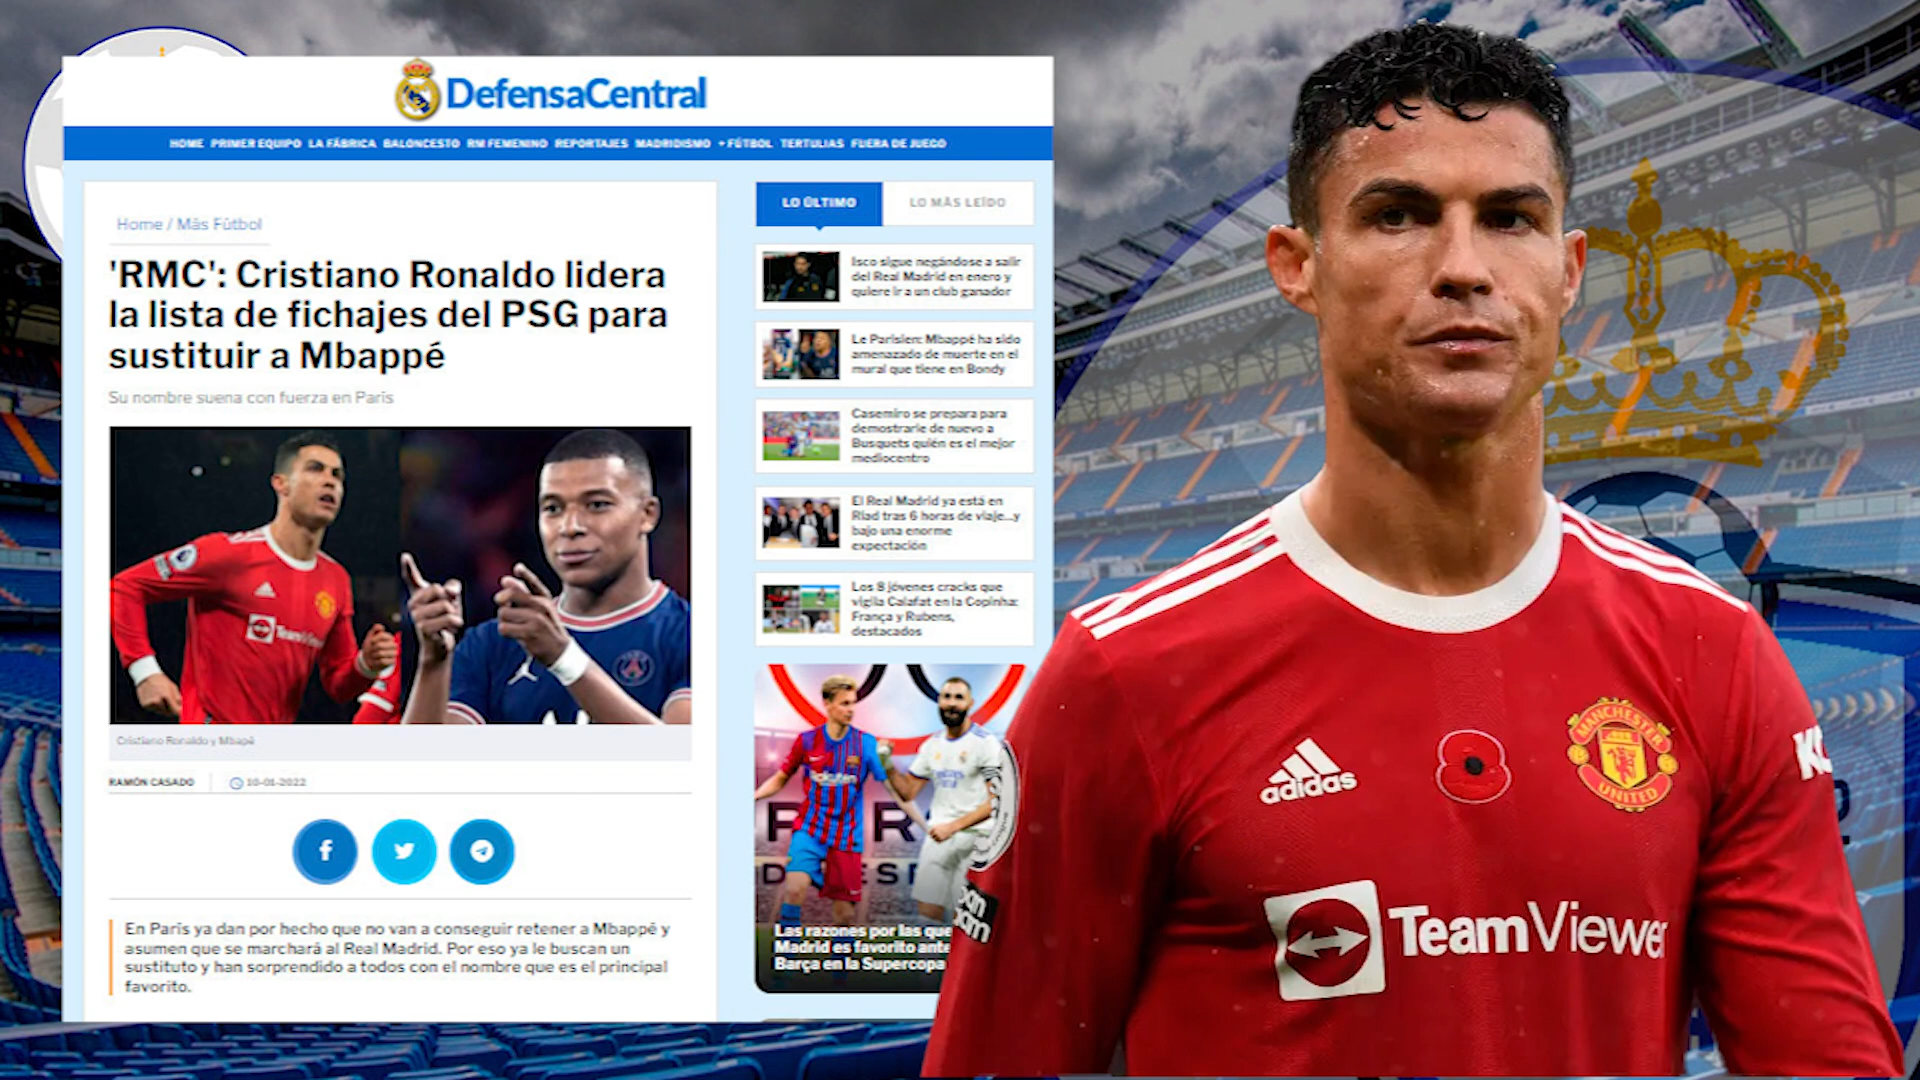 DefensaCentral
HOME PRIMER EQUIPO LA FÁBRICA BALONCESTO RM FEMENINO REPORTAJES MADRIDISMO +FÚTBOL TERTULIAS FUERA DE JUEGO
Home / Más Fútbol
'RMC': Cristiano Ronaldo lidera
la lista de fichajes del PSG para
sustituir a Mbappé
Su nombre suena con fuerza en París
TeamViewer
Cristiano Ronaldo y Mbapé
RAMÓN CASADO
10-01-2022
En París ya dan por hecho que no van a conseguir retener a Mbappé y
asumen que se marchará al Real Madrid. Por eso ya le buscan un
sustituto y han sorprendido a todos con el nombre que es el principal
favorito.
LO ÚLTIMO
LO MÁS LEÍDO
Isco sigue negándose a salir
del Real Madrid en enero y
quiere ir a un club ganador
Le Parisien: Mbappé ha sido
amenazado de muerte en el
mural que tiene en Bondy
Casemiro se prepara para
demostrarle de nuevo a
Busquets quién es el mejor
mediocentro
El Real Madrid ya está en
Riad tras 6 horas de viaje...y
bajo una enorme
expectación
Los 8 jóvenes cracks que
vigila Calafat en la Copinha:
França y Rubens,
destacados
Rakuten
Las razones por las que
Madrid es favorito ante
Barça en la Supercopa
adidas
MANCHESTER
UNITED
TeamViewer